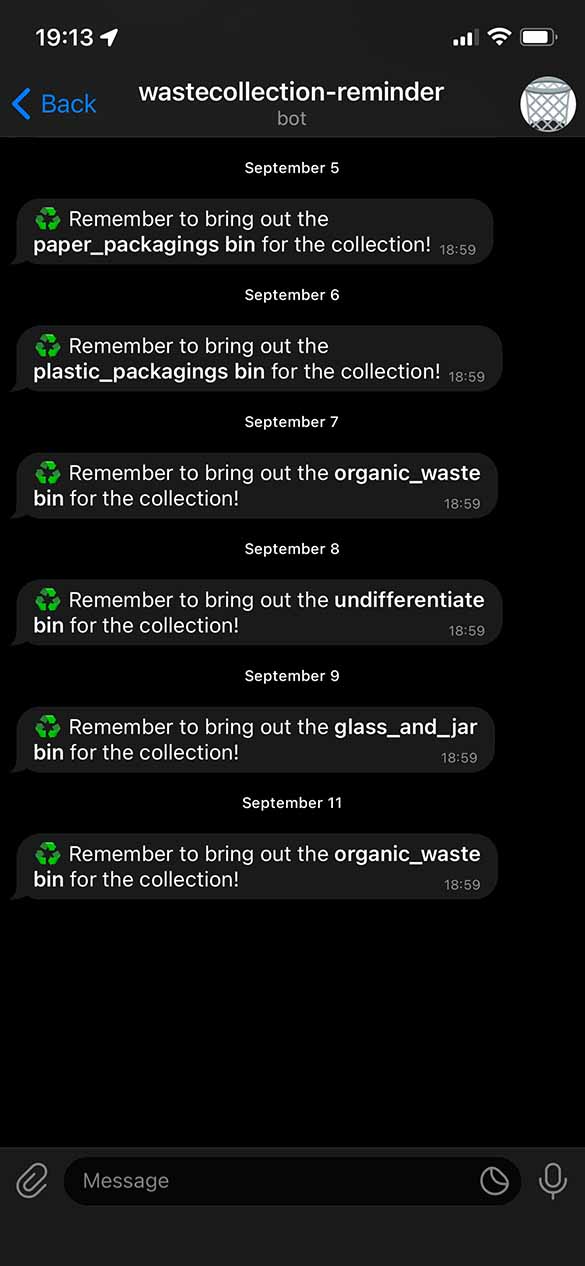 19:13
Back
wastecollection-reminder
bot
September 5
♻️ Remember to bring out the
paper_packagings bin for the collection! 18:59
September 6
♻️ Remember to bring out the
plastic_packagings bin for the collection! 18:59
September 7
♻️ Remember to bring out the organic_waste
bin for the collection! 18:59
September 8
♻️ Remember to bring out the undifferentiate
bin for the collection! 18:59
September 9
♻️ Remember to bring out the glass_and_jar
bin for the collection! 18:59
September 11
♻️ Remember to bring out the organic_waste
bin for the collection! 18:59
Message